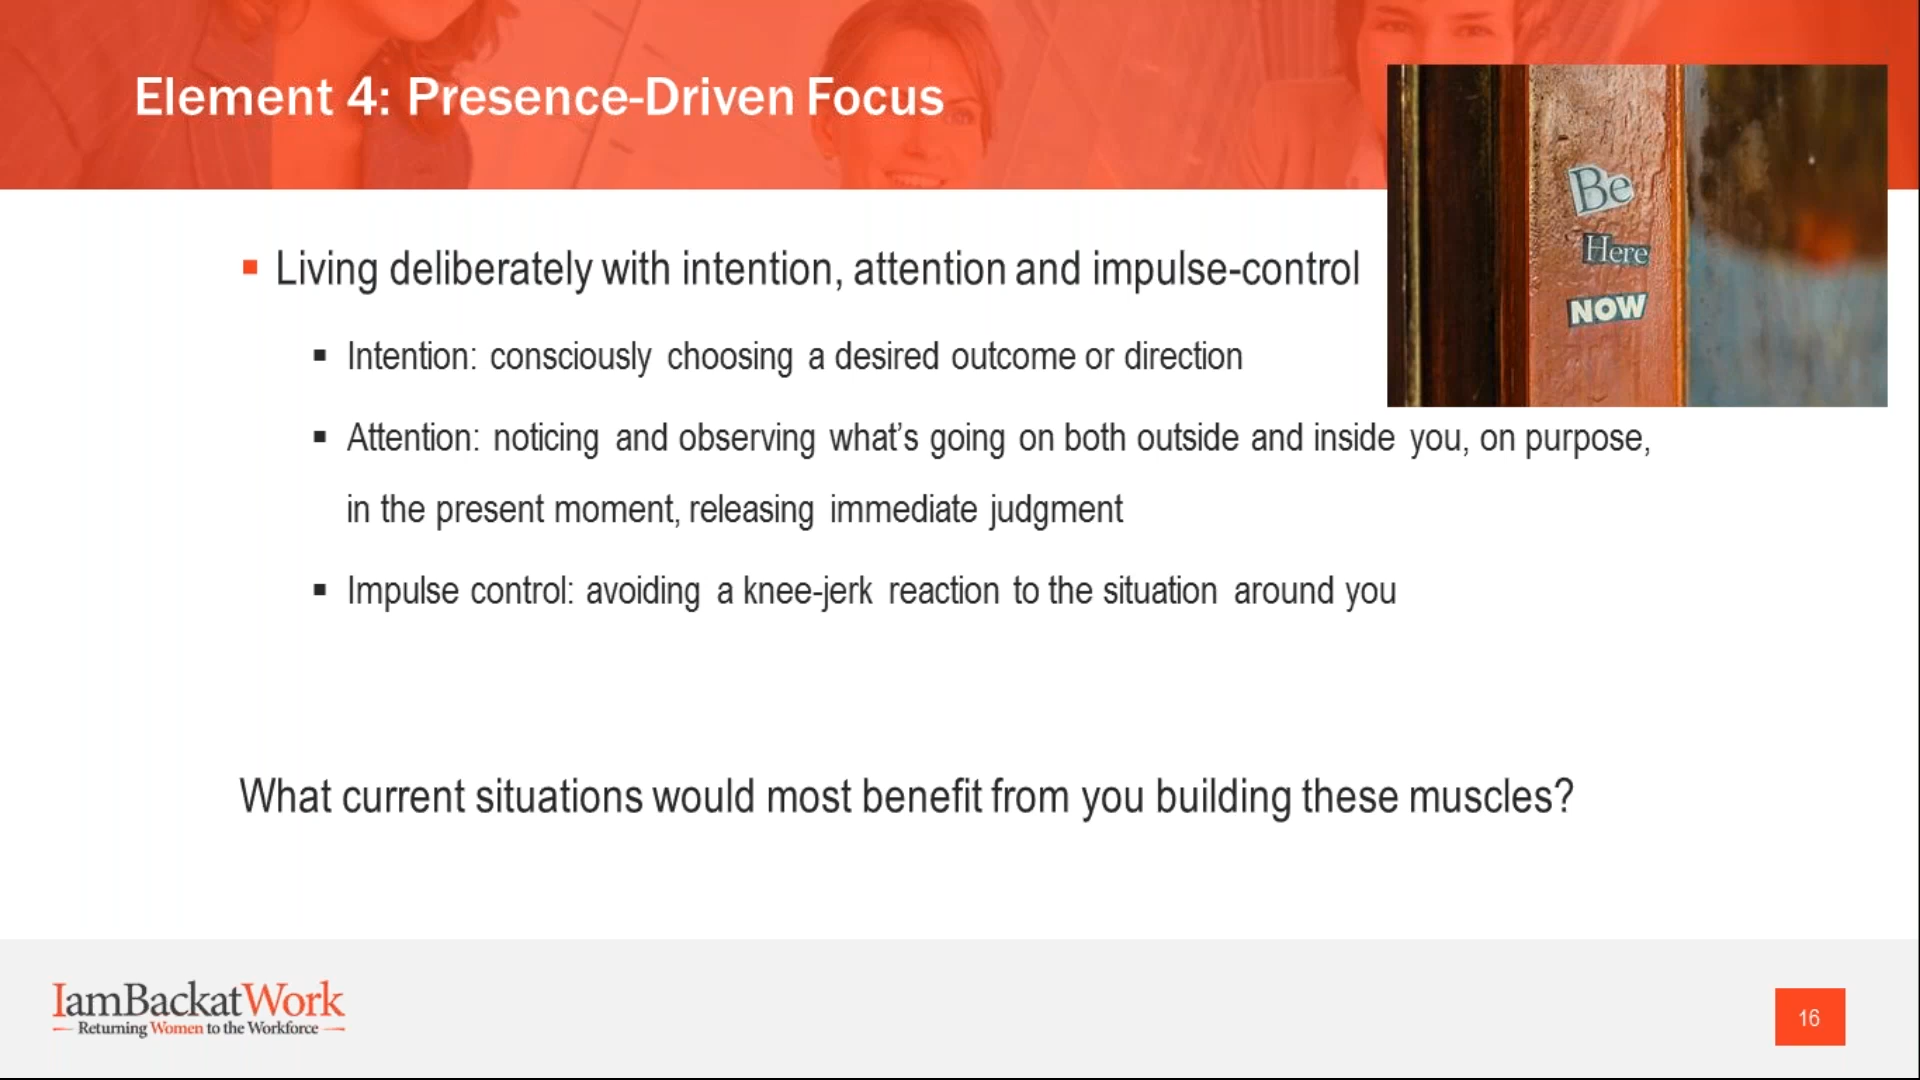 Element 4: Presence-Driven Focus
Be
Here
NOW
Living deliberately with intention, attention and impulse-control
Intention: consciously choosing a desired outcome or direction
Attention: noticing and observing what’s going on both outside and inside you, on purpose,
in the present moment, releasing immediate judgment
Impulse control: avoiding a knee-jerk reaction to the situation around you
What current situations would most benefit from you building these muscles?
IamBackatWork
Returning Women to the Workforce
16